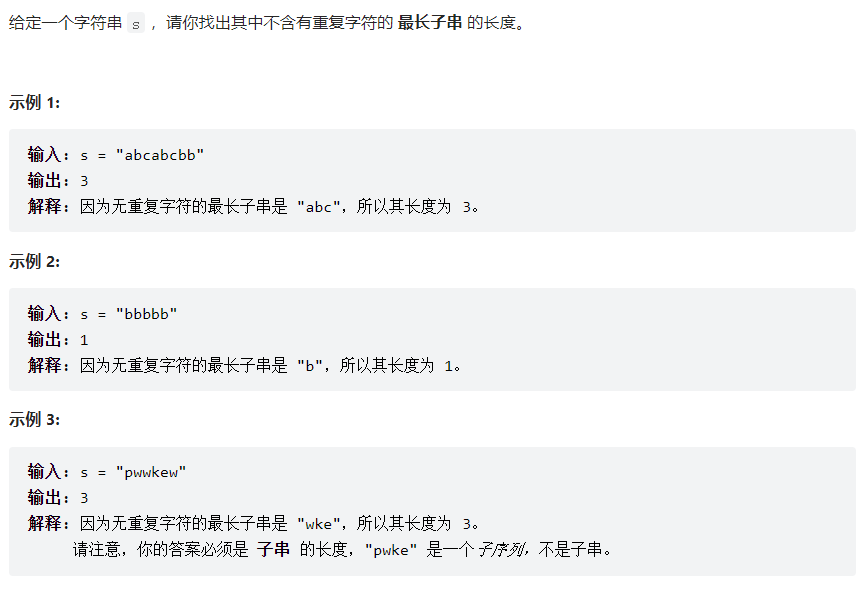 给定一个字符串 s ，请你找出其中不含有重复字符的 最长子串 的长度。
示例 1:
输入: s = "abcabcbb"
输出: 3
解释: 因为无重复字符的最长子串是 "abc"，所以其长度为 3。
示例 2:
输入: s = "bbbbb"
输出: 1
解释: 因为无重复字符的最长子串是 "b"，所以其长度为 1。
示例 3:
输入: s = "pwwkew"
输出: 3
解释: 因为无重复字符的最长子串是 "wke"，所以其长度为 3。
请注意，你的答案必须是 子串 的长度，"pwke" 是一个子序列，不是子串。